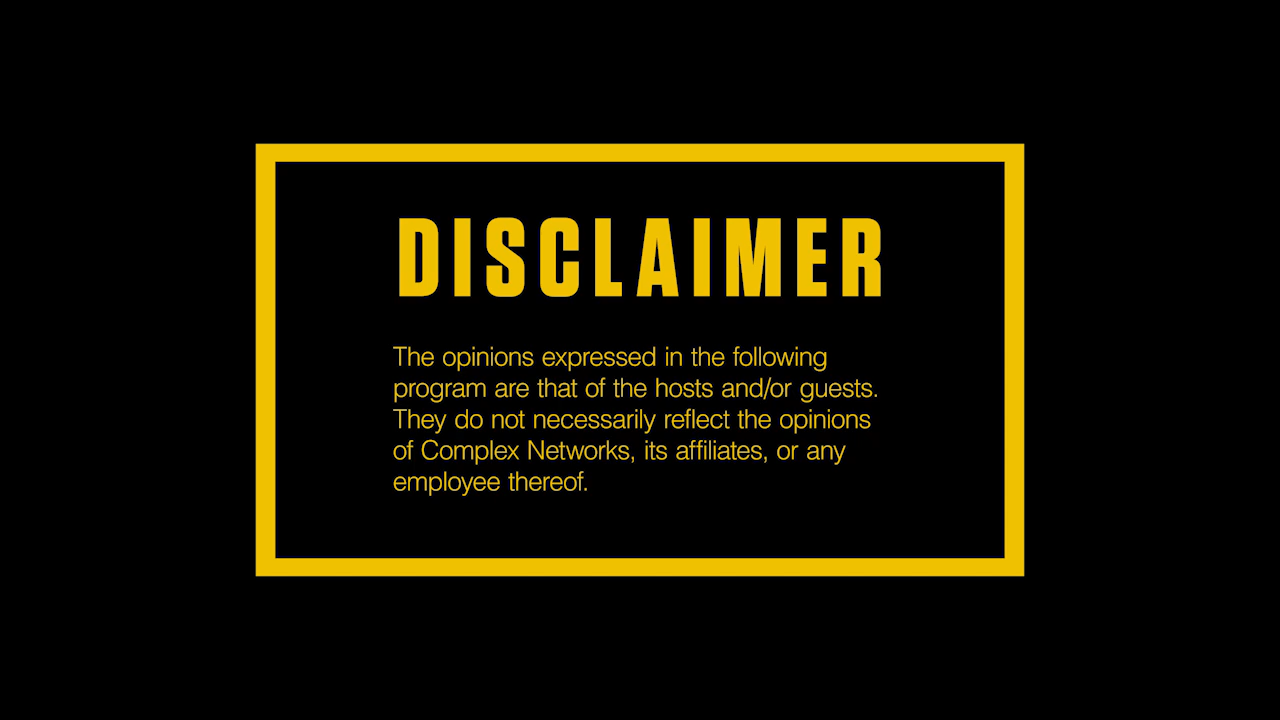 DISCLAIMER
The opinions expressed in the following
program are that of the hosts and/or guests.
They do not necessarily reflect the opinions
of Complex Networks, its affiliates, or any
employee thereof.